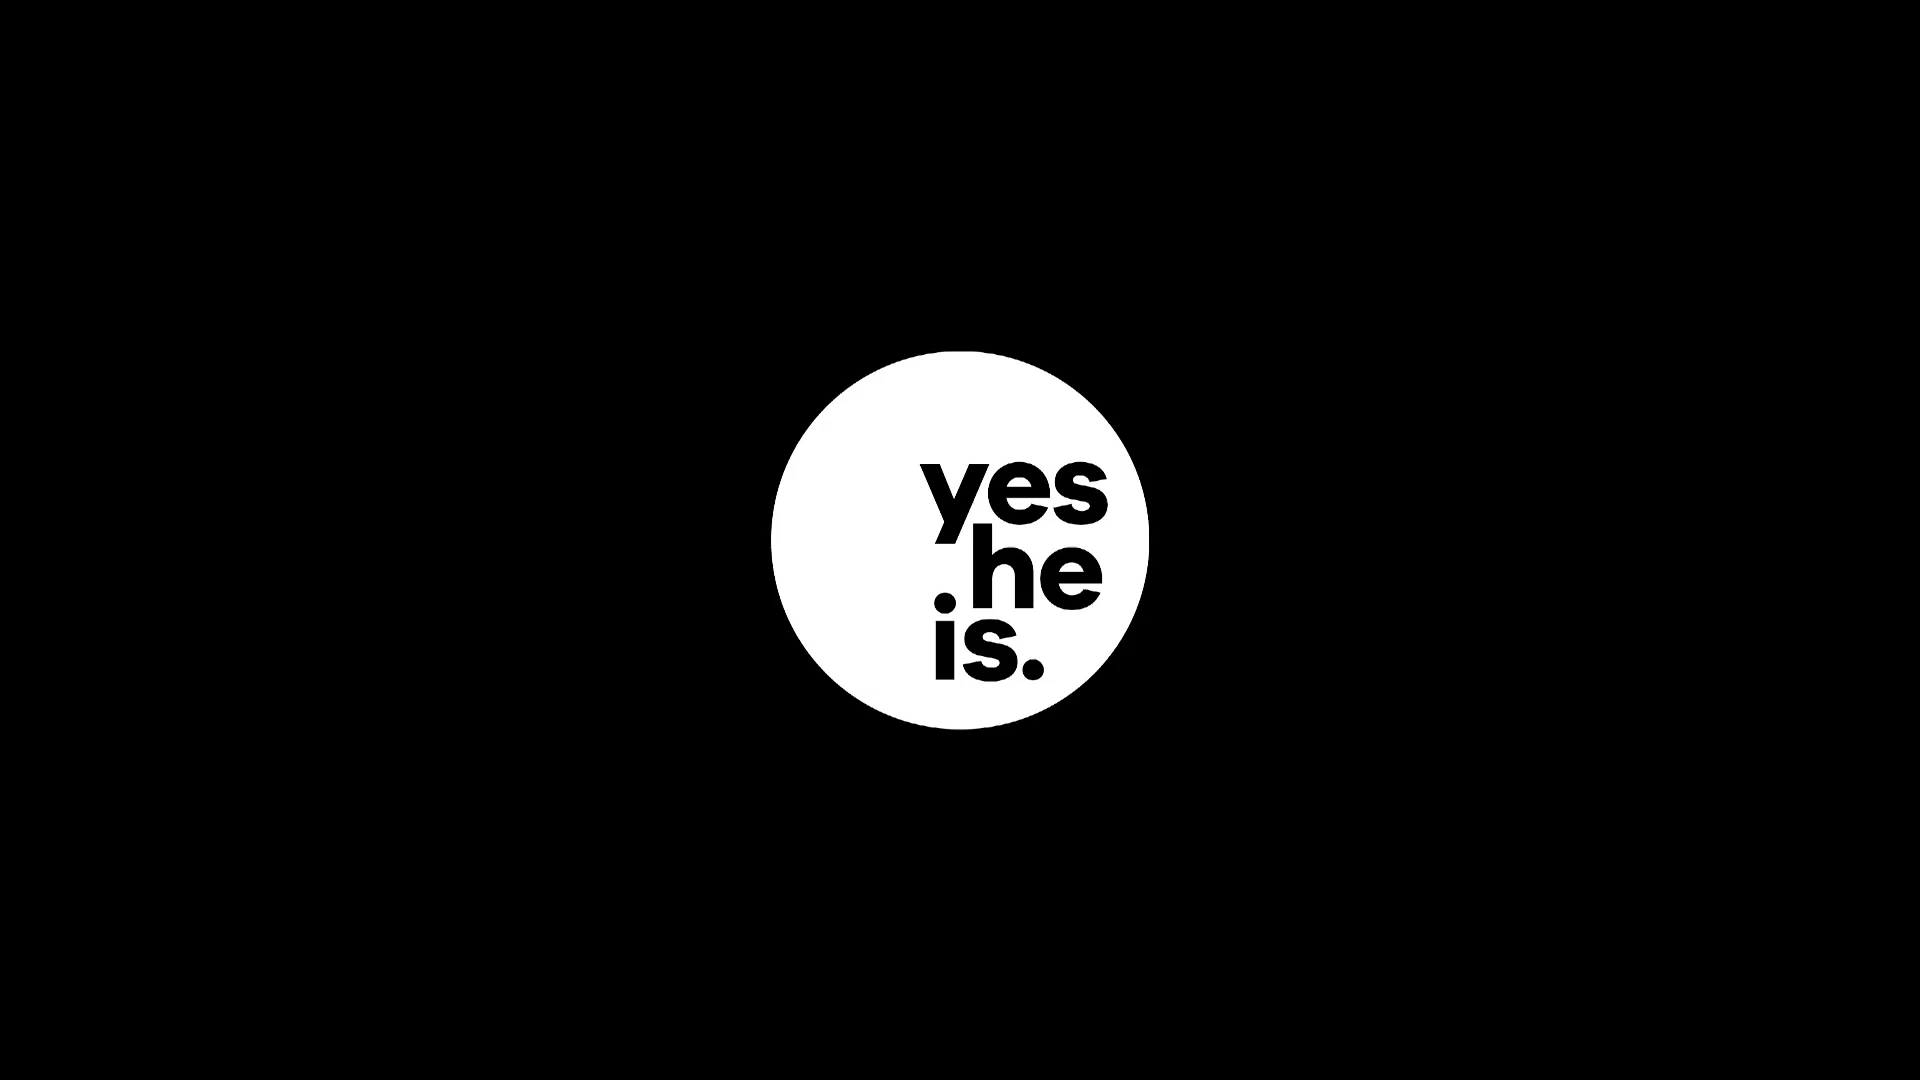 yes
he
is.